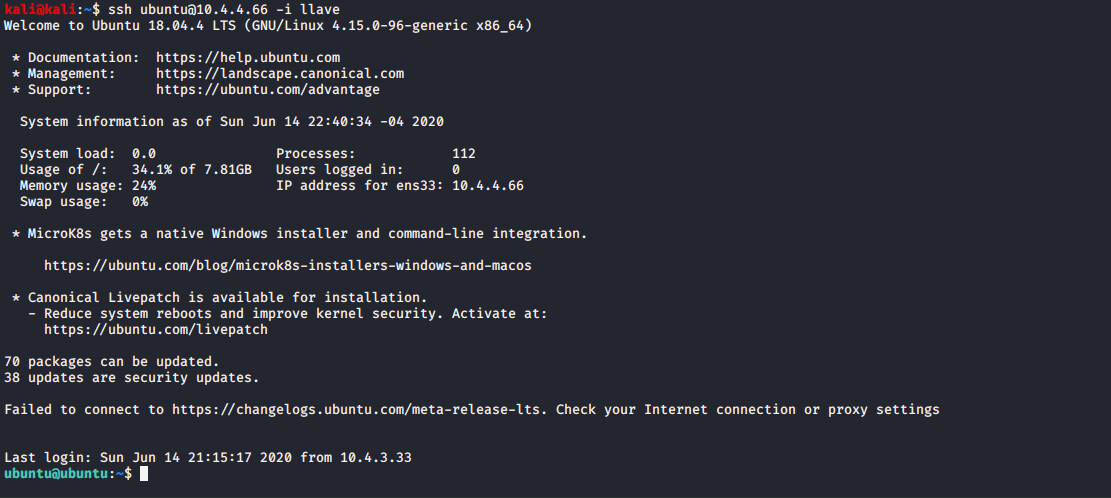 kali@kali:~$ ssh ubuntu@10.4.4.66 -i llave
Welcome to Ubuntu 18.04.4 LTS (GNU/Linux 4.15.0-96-generic x86_64)

 * Documentation:  https://help.ubuntu.com
 * Management:     https://landscape.canonical.com
 * Support:        https://ubuntu.com/advantage

  System information as of Sun Jun 14 22:40:34 -04 2020

  System load:  0.0               Processes:            112
  Usage of /:   34.1% of 7.81GB   Users logged in:      0
  Memory usage: 24%               IP address for ens33: 10.4.4.66
  Swap usage:   0%

 * MicroK8s gets a native Windows installer and command-line integration.

     https://ubuntu.com/blog/microk8s-installers-windows-and-macos

 * Canonical Livepatch is available for installation.
   - Reduce system reboots and improve kernel security. Activate at:
     https://ubuntu.com/livepatch

70 packages can be updated.
38 updates are security updates.

Failed to connect to https://changelogs.ubuntu.com/meta-release-lts. Check your Internet connection or proxy settings


Last login: Sun Jun 14 21:15:17 2020 from 10.4.3.33
ubuntu@ubuntu:~$